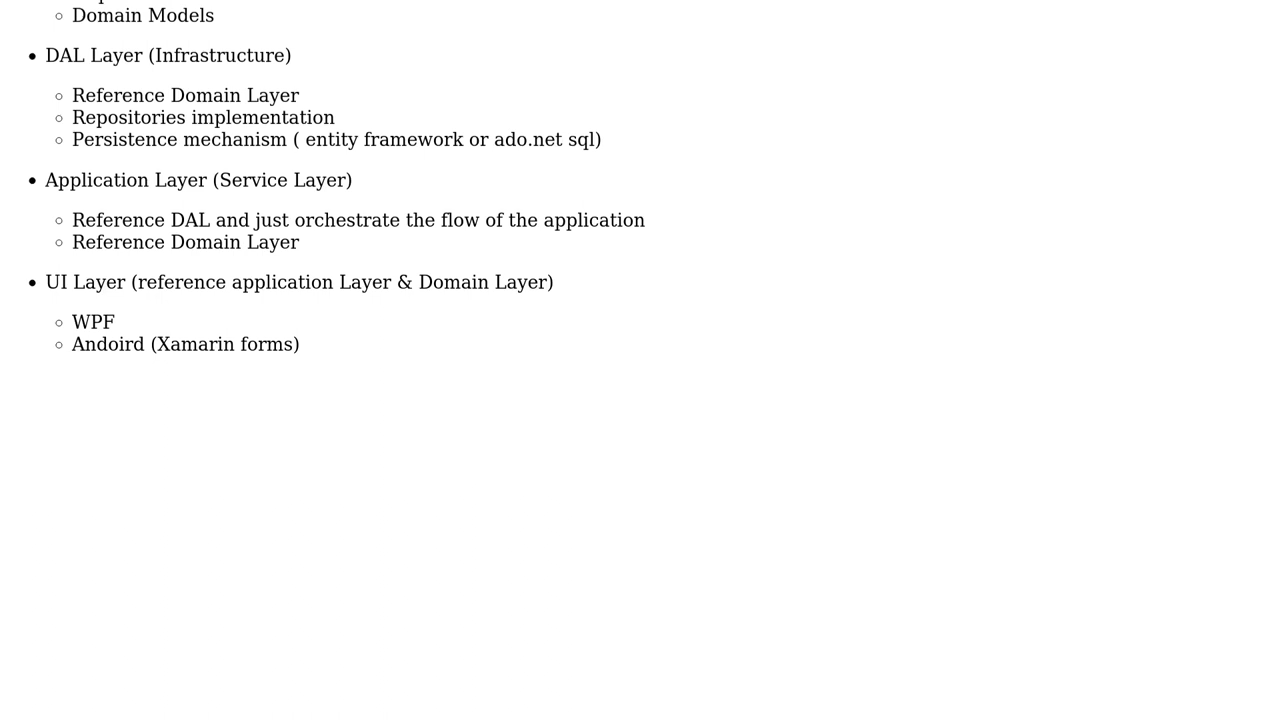 Domain Models
DAL Layer (Infrastructure)
Reference Domain Layer
Repositories implementation
Persistence mechanism ( entity framework or ado.net sql)
Application Layer (Service Layer)
Reference DAL and just orchestrate the flow of the application
Reference Domain Layer
UI Layer (reference application Layer & Domain Layer)
WPF
Andoird (Xamarin forms)